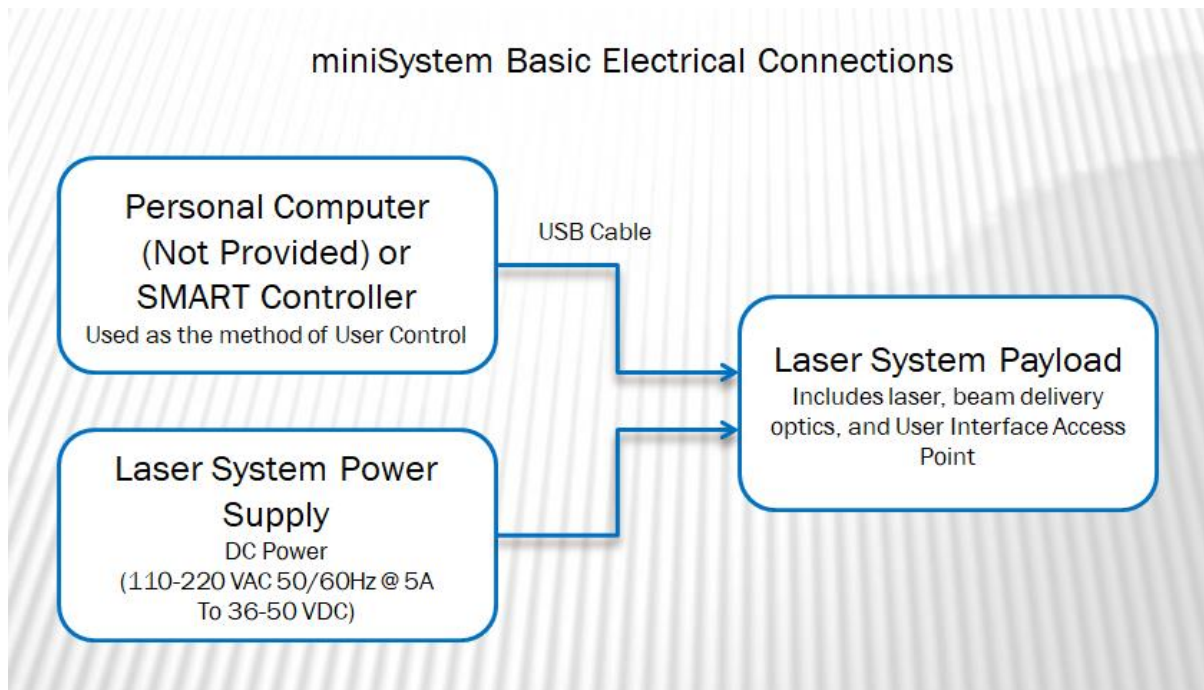 miniSystem Basic Electrical Connections
Personal Computer
(Not Provided) or
SMART Controller
Used as the method of User Control
USB Cable
Laser System Payload
Includes laser, beam delivery
optics, and User Interface Access
Point
Laser System Power
Supply
DC Power
(110-220 VAC 50/60Hz @ 5A
To 36-50 VDC)